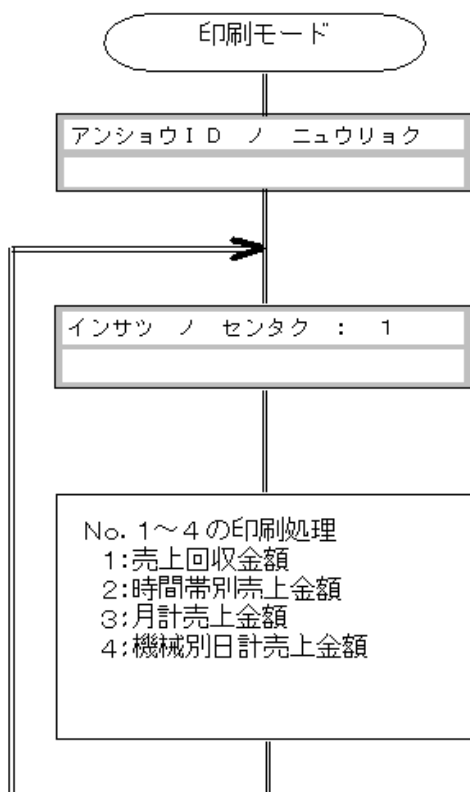 印刷モード
アンショウＩＤ　ノ　ニュウリョク
インサツ　ノ　センタク　：　１
No. 1～4の印刷処理
1:売上回収金額
2:時間帯別売上金額
3:月計売上金額
4:機械別日計売上金額